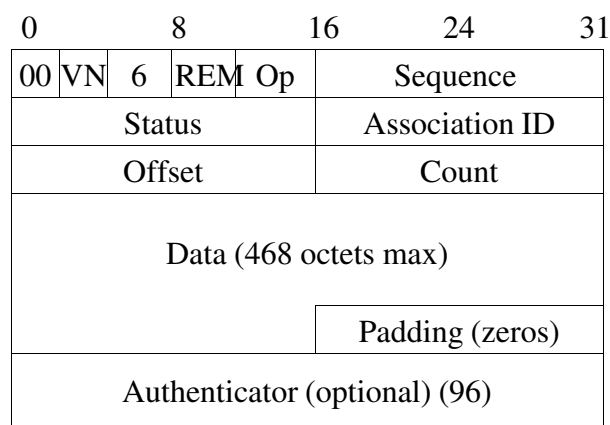 0 8 16 24 31
00 VN 6 REM Op Sequence
Status Association ID
Offset Count
Data (468 octets max)
Padding (zeros)
Authenticator (optional) (96)